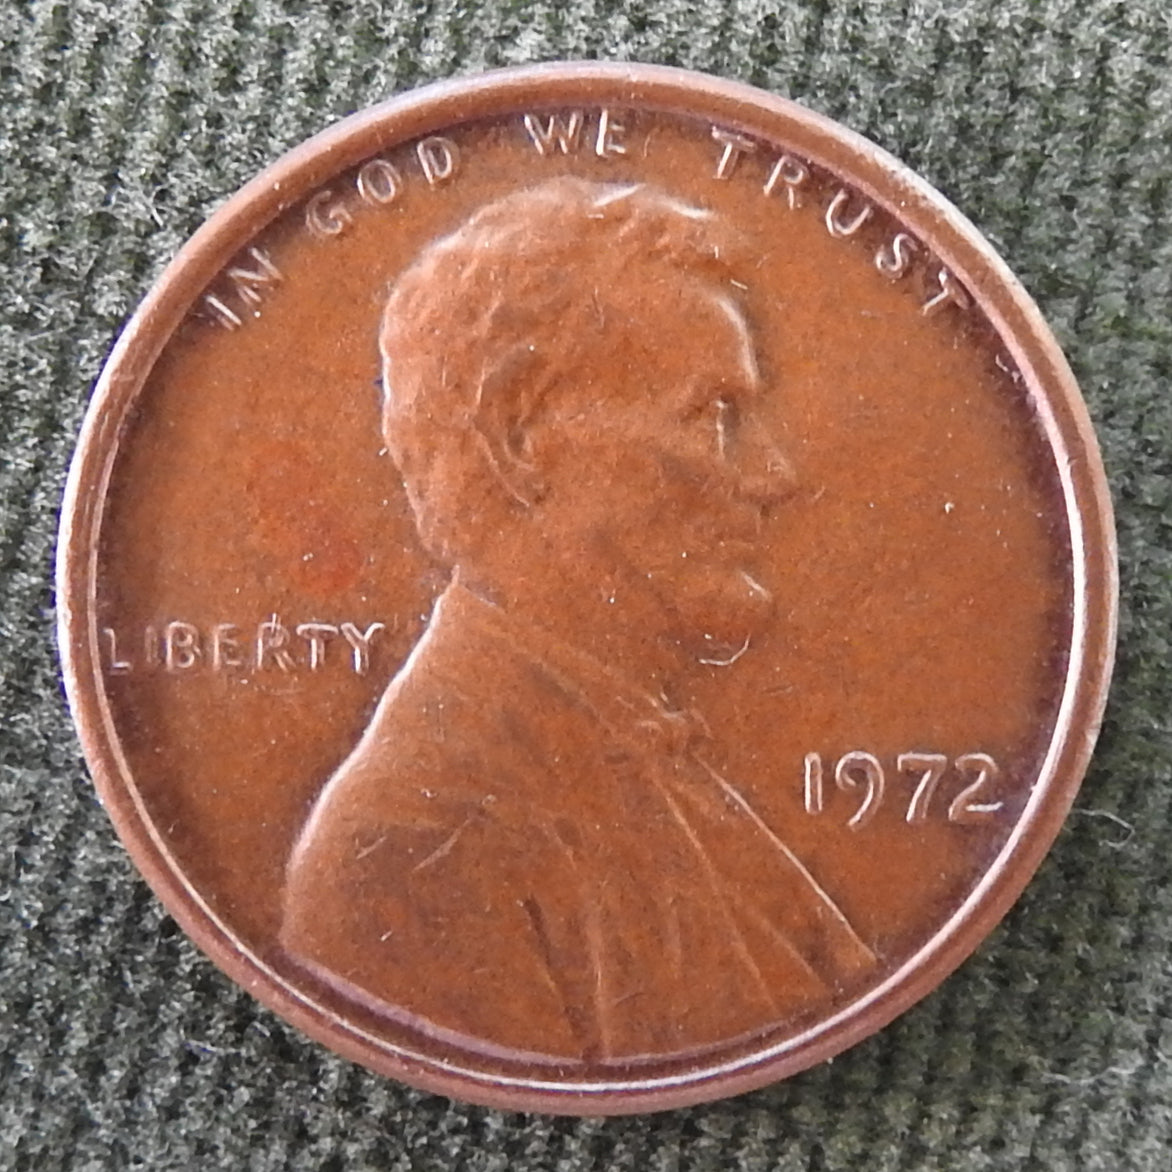 IN GOD WE TRUST
LIBERTY
1972